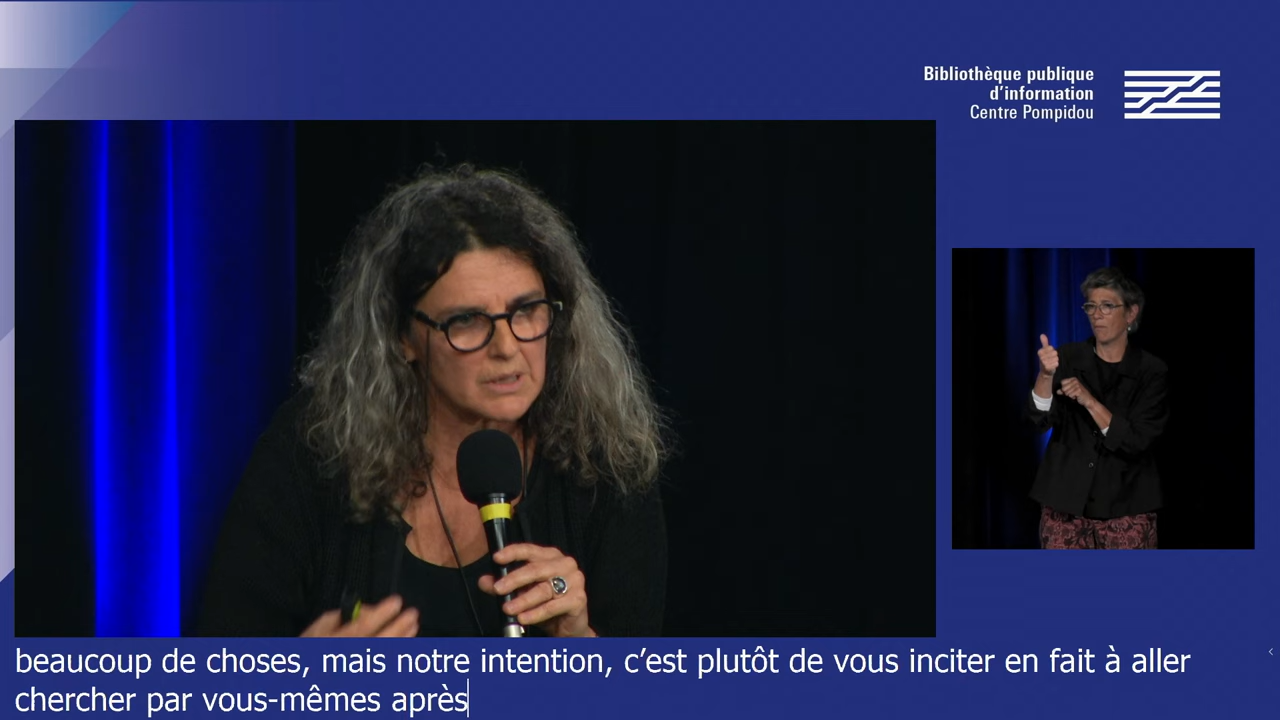 Bibliothèque publique
d'information
Centre Pompidou
beaucoup de choses, mais notre intention, c'est plutôt de vous inciter en fait à aller
chercher par vous-mêmes après